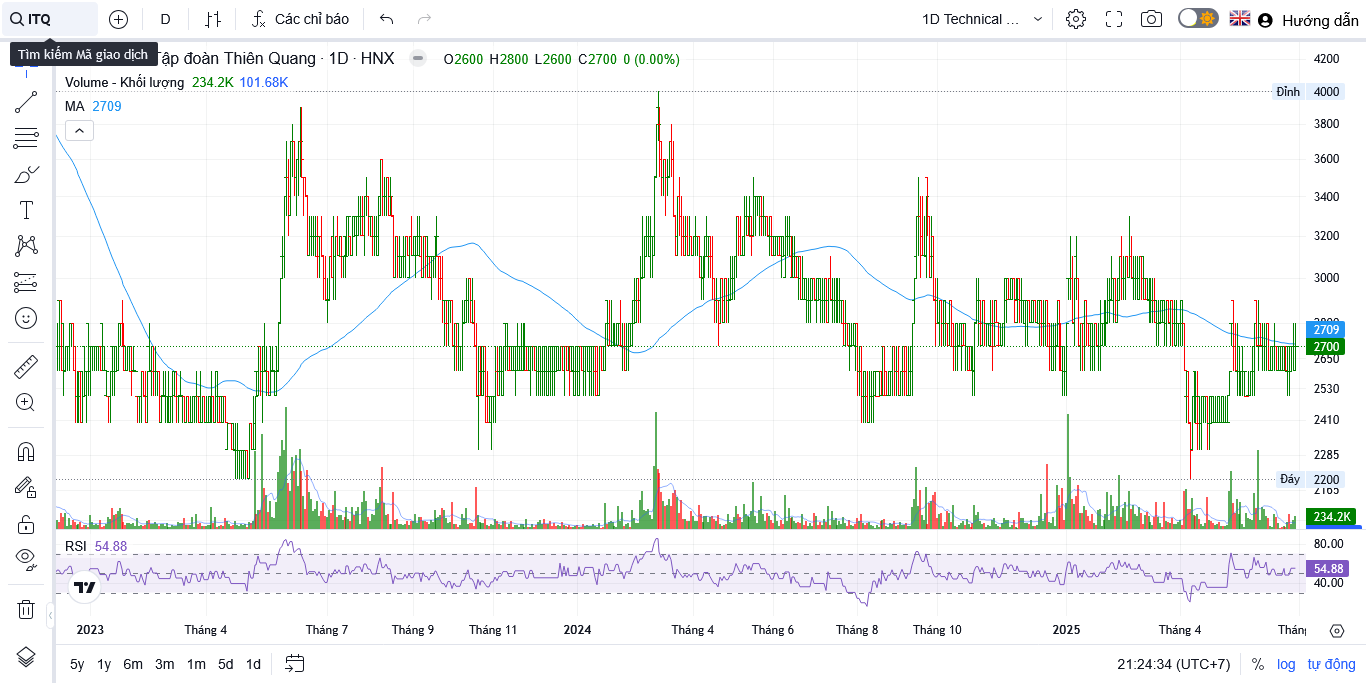 ITQ D Các chỉ báo 1D Technical ... Hướng dẫn
Tìm kiếm Mã giao dịch
Tập đoàn Thiên Quang · 1D · HNX O2600 H2800 L2600 C2700 0 (0.00%)
Volume - Khối lượng 234.2K 101.68K
MA 2709
4200
Đỉnh 4000
3800
3600
3400
3200
3000
2709
2700
2650
2530
2410
2285
Đáy 2200
2165
234.2K
RSI 54.88
80.00
54.88
40.00
2023 Tháng 4 Tháng 7 Tháng 9 Tháng 11 2024 Tháng 4 Tháng 6 Tháng 8 Tháng 10 2025 Tháng 4
5y 1y 6m 3m 1m 5d 1d 21:24:34 (UTC+7) % log tự động